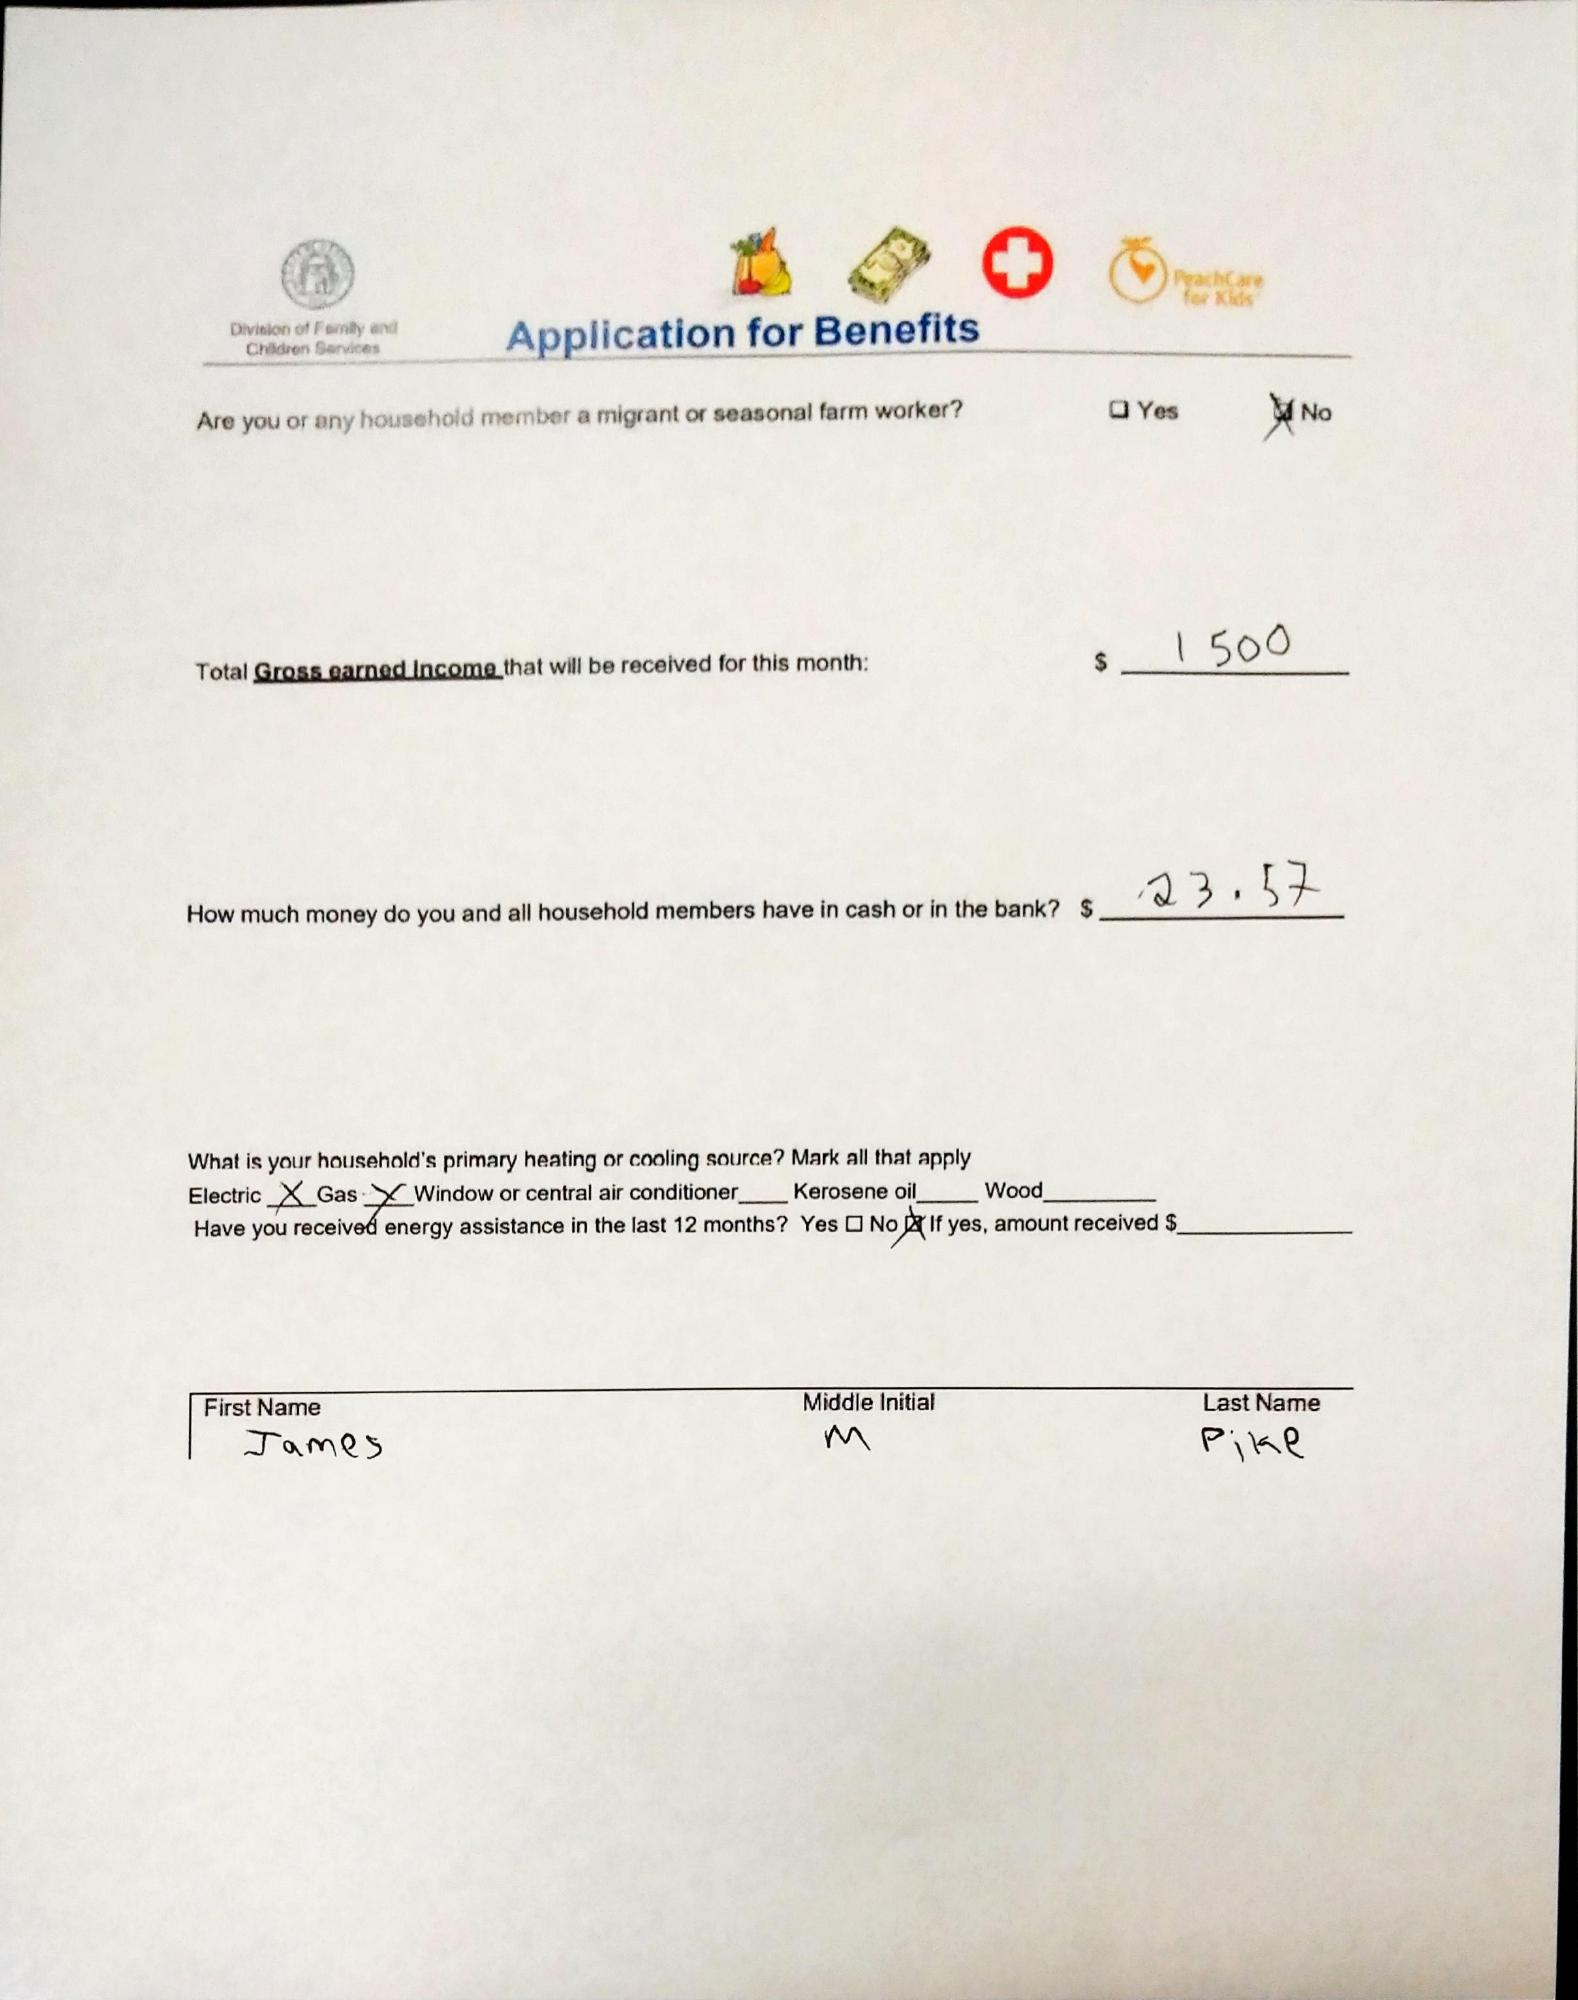 Division of Family and
Children Services
PeachCare
for Kids
Application for Benefits
Are you or any household member a migrant or seasonal farm worker? ☐ Yes ☒ No
Total Gross earned Income that will be received for this month: $ 1500
How much money do you and all household members have in cash or in the bank? $ 23.57
What is your household's primary heating or cooling source? Mark all that apply
Electric X Gas X Window or central air conditioner____ Kerosene oil_____ Wood_________
Have you received energy assistance in the last 12 months? Yes ☐ No ☒ If yes, amount received $______________
First Name Middle Initial Last Name
James M Pike